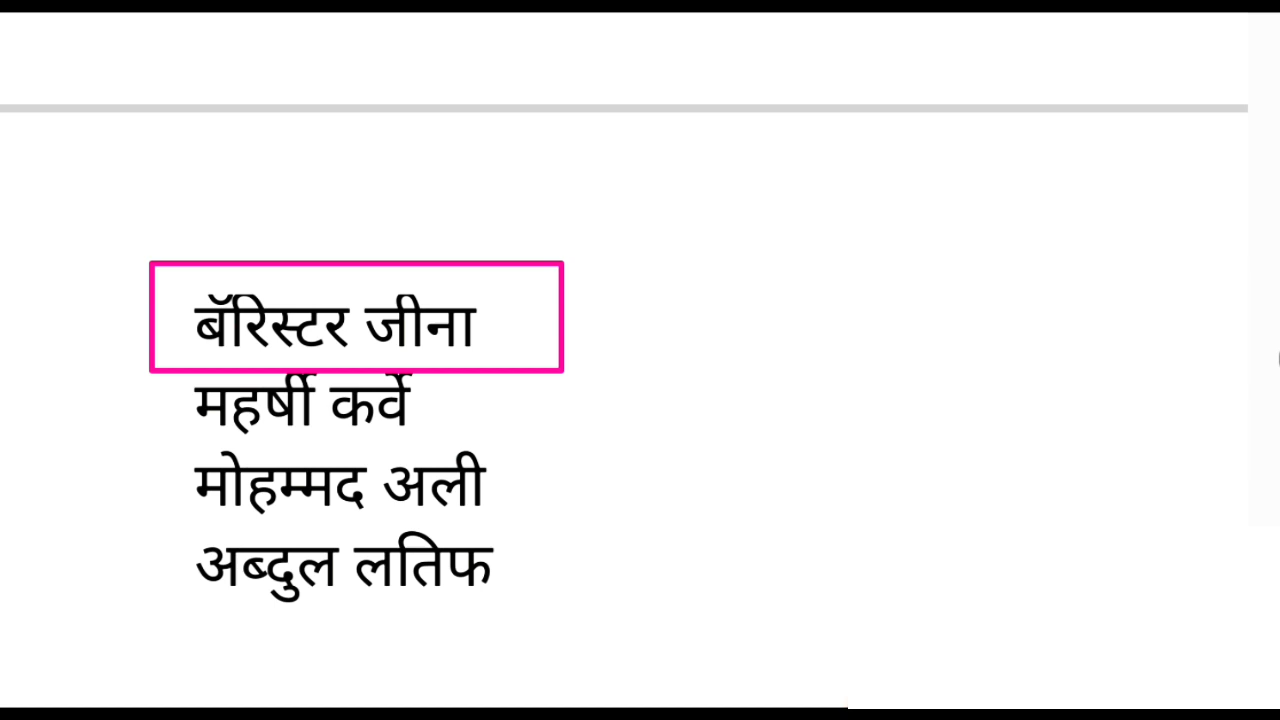 बॅरिस्टर जीना
महर्षी कर्वे
मोहम्मद अली
अब्दुल लतिफ